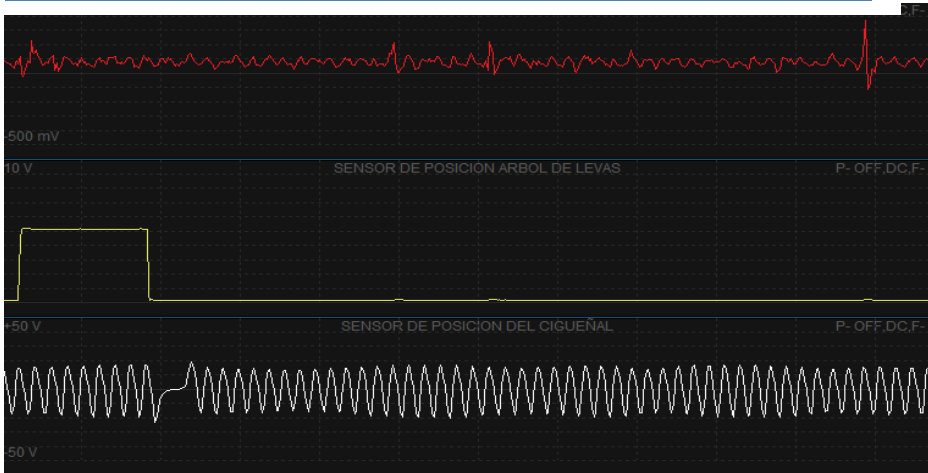 C,F-
-500 mV
10 V SENSOR DE POSICIÓN ARBOL DE LEVAS P- OFF,DC,F-
+50 V SENSOR DE POSICION DEL CIGUEÑAL P- OFF,DC,F-
-50 V